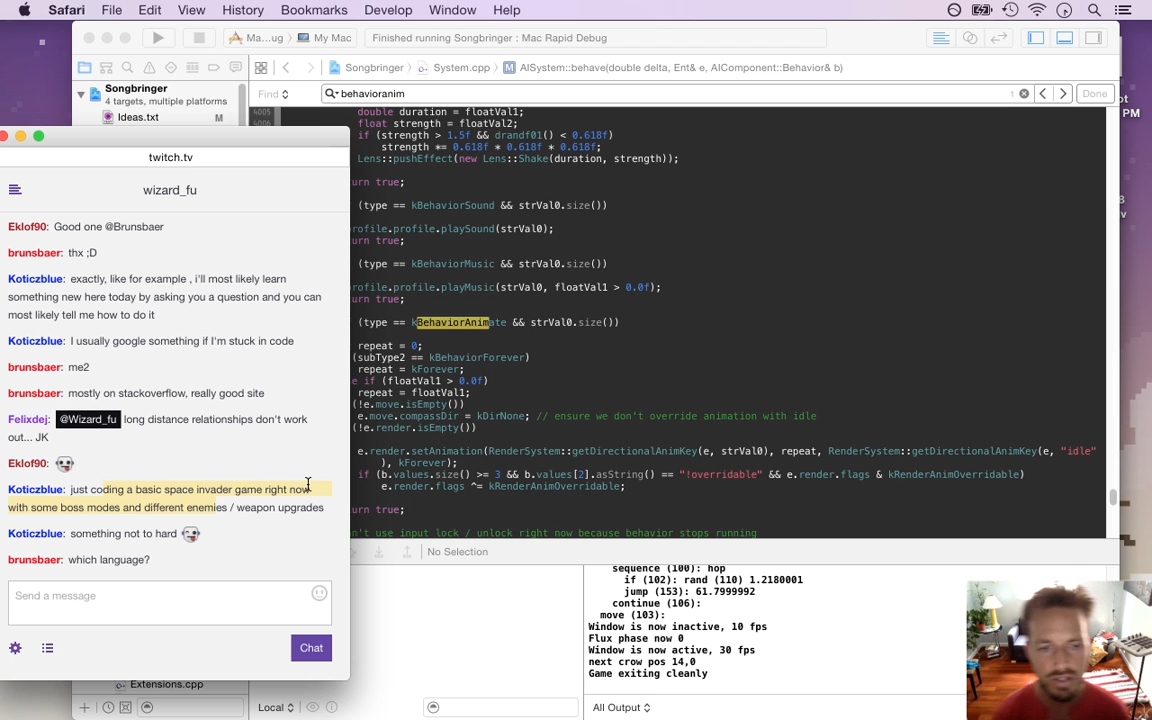 Safari File Edit View History Bookmarks Develop Window Help
Ma...ug My Mac
Finished running Songbringer : Mac Rapid Debug
Songbringer
System.cpp
M AISystem::behave(double delta, Ent& e, AIComponent::Behavior& b)
Songbringer
4 targets, multiple platforms
Ideas.txt M
Find behavioranim 1 Done
PM
twitch.tv
wizard_fu
Eklof90: Good one @Brunsbaer
brunsbaer: thx ;D
Koticzblue: exactly, like for example , i'll most likely learn
something new here today by asking you a question and you can
most likely tell me how to do it
Koticzblue: I usually google something if I'm stuck in code
brunsbaer: me2
brunsbaer: mostly on stackoverflow, really good site
Felixdej: @Wizard_fu long distance relationships don't work
out... JK
Eklof90:
Koticzblue: just coding a basic space invader game right now
with some boss modes and different enemies / weapon upgrades
Koticzblue: something not to hard
brunsbaer: which language?
Send a message
Chat
Extensions.cpp
4005 double duration = floatVal1;
4006 float strength = floatVal2;
if (strength > 1.5f && drandf01() < 0.618f)
strength *= 0.618f * 0.618f * 0.618f;
Lens::pushEffect(new Lens::Shake(duration, strength));
urn true;
(type == kBehaviorSound && strVal0.size())
rofile.profile.playSound(strVal0);
urn true;
(type == kBehaviorMusic && strVal0.size())
rofile.profile.playMusic(strVal0, floatVal1 > 0.0f);
urn true;
(type == kBehaviorAnimate && strVal0.size())
repeat = 0;
(subType2 == kBehaviorForever)
repeat = kForever;
e if (floatVal1 > 0.0f)
repeat = floatVal1;
(!e.move.isEmpty())
e.move.compassDir = kDirNone; // ensure we don't override animation with idle
(!e.render.isEmpty())
e.render.setAnimation(RenderSystem::getDirectionalAnimKey(e, strVal0), repeat, RenderSystem::getDirectionalAnimKey(e, "idle"
), kForever);
if (b.values.size() >= 3 && b.values[2].asString() == "!overridable" && e.render.flags & kRenderAnimOverridable)
e.render.flags ^= kRenderAnimOverridable;
urn true;
n't use input lock / unlock right now because behavior stops running
No Selection
sequence (100): hop
if (102): rand (110) 1.2180001
jump (153): 61.7999992
continue (106):
move (103):
Window is now inactive, 10 fps
Flux phase now 0
Window is now active, 30 fps
next crow pos 14,0
Game exiting cleanly
Local
All Output